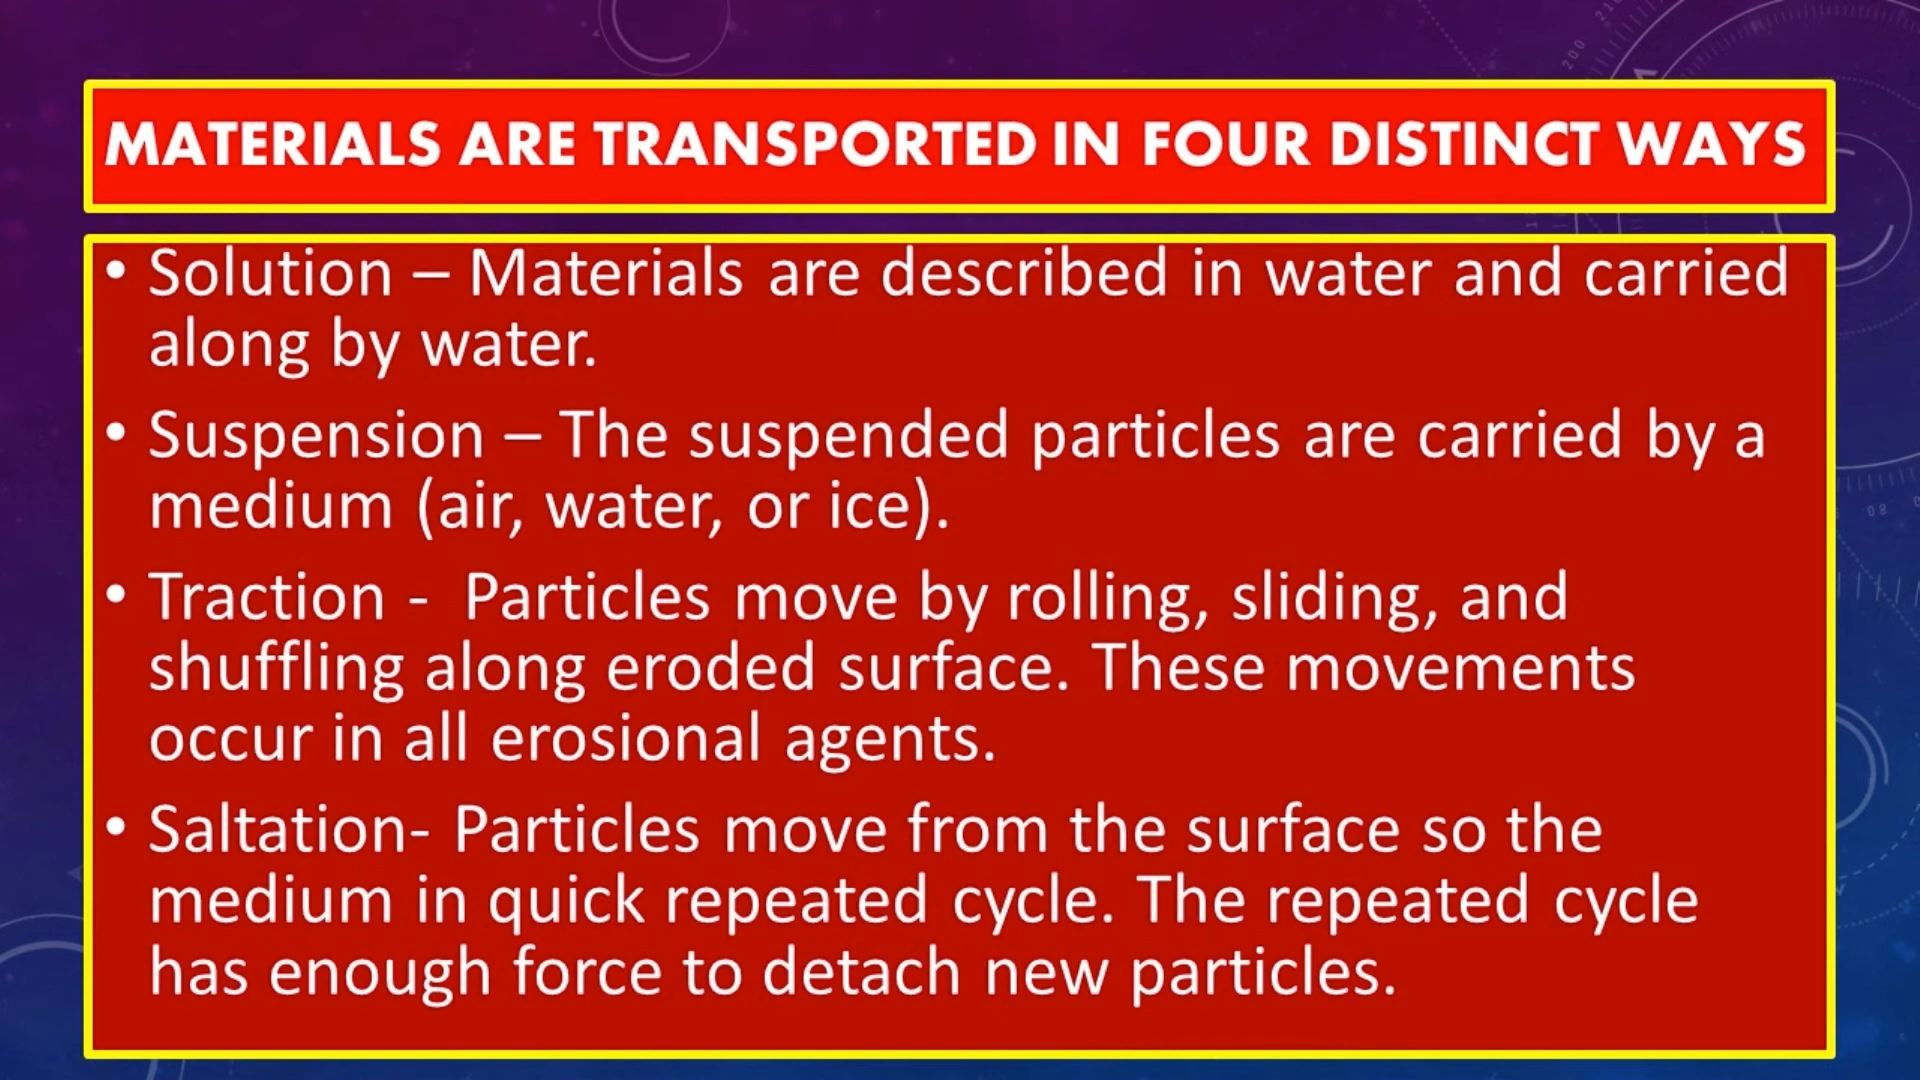 MATERIALS ARE TRANSPORTED IN FOUR DISTINCT WAYS
• Solution – Materials are described in water and carried
along by water.
• Suspension – The suspended particles are carried by a
medium (air, water, or ice).
• Traction -  Particles move by rolling, sliding, and
shuffling along eroded surface. These movements
occur in all erosional agents.
• Saltation- Particles move from the surface so the
medium in quick repeated cycle. The repeated cycle
has enough force to detach new particles.